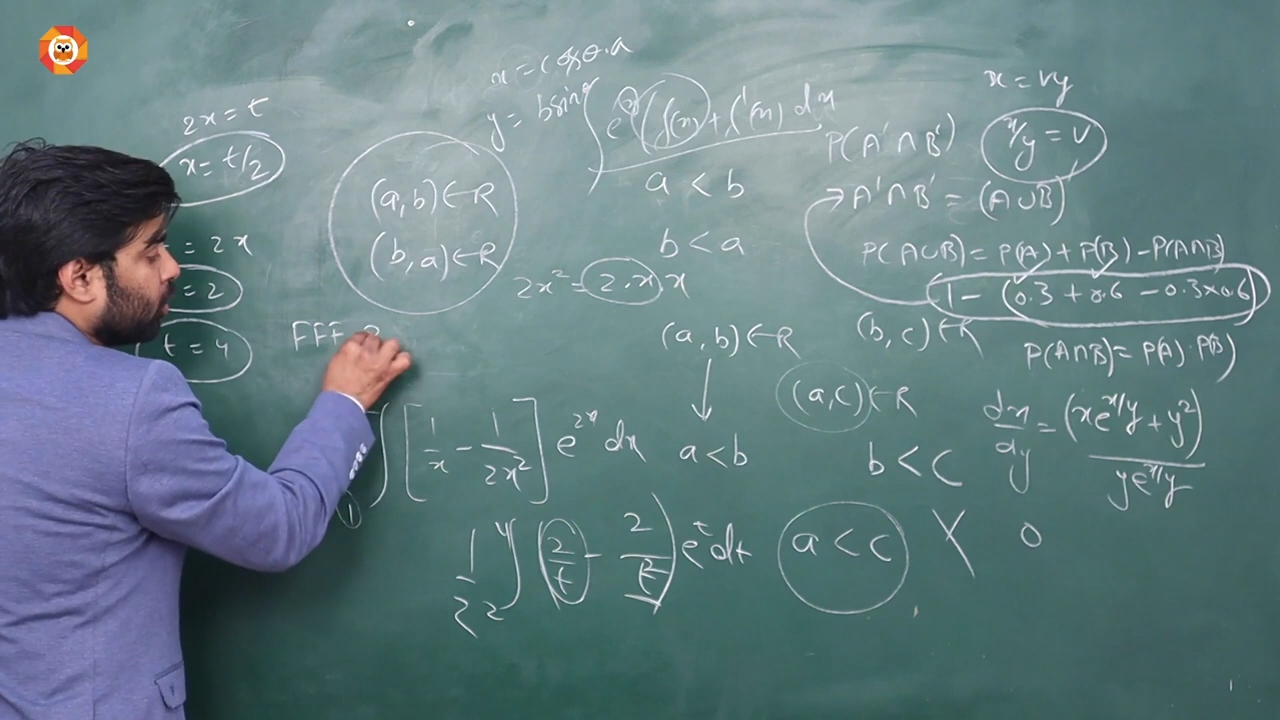 x = cosθ.a
y = bsinθ
∫ e^x (f(x) + f'(x)) dx
2x = t
x = t/2
= 2x
= 2
t = 4
(a,b) ∈ R
(b,a) ∈ R
a < b
b < a
2x² = 2.x x
x = vy
x/y = v
P(A' ∩ B')
A' ∩ B' = (A ∪ B)'
P(A ∪ B) = P(A) + P(B) - P(A ∩ B)
1 - (0.3 + 0.6 - 0.3 x 0.6)
P(A ∩ B) = P(A) . P(B)
(a,b) ∈ R
(b,c) ∈ R
(a,c) ∈ R
a < b
b < c
a < c
FFF
∫ [1/x - 1/2x²] e^2x dx
1
1/2 ∫₂⁴ (2/t - 2/t²) e^t dt
dx/dy = (xe^x/y + y²) / ye^x/y
Y 0